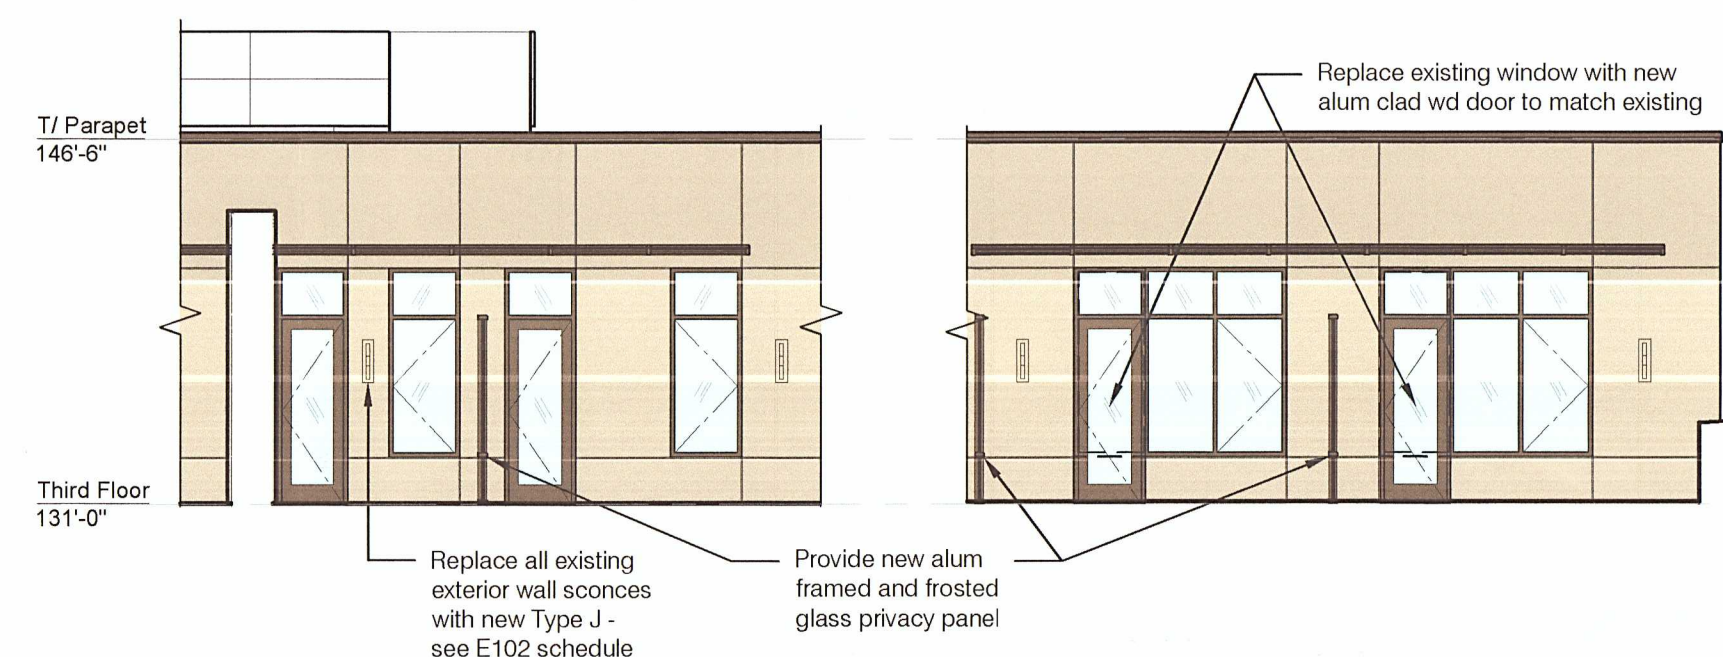 Replace existing window with new
alum clad wd door to match existing
T/ Parapet
146'-6"
Third Floor
131'-0"
Replace all existing
exterior wall sconces
with new Type J -
see E102 schedule
Provide new alum
framed and frosted
glass privacy panel